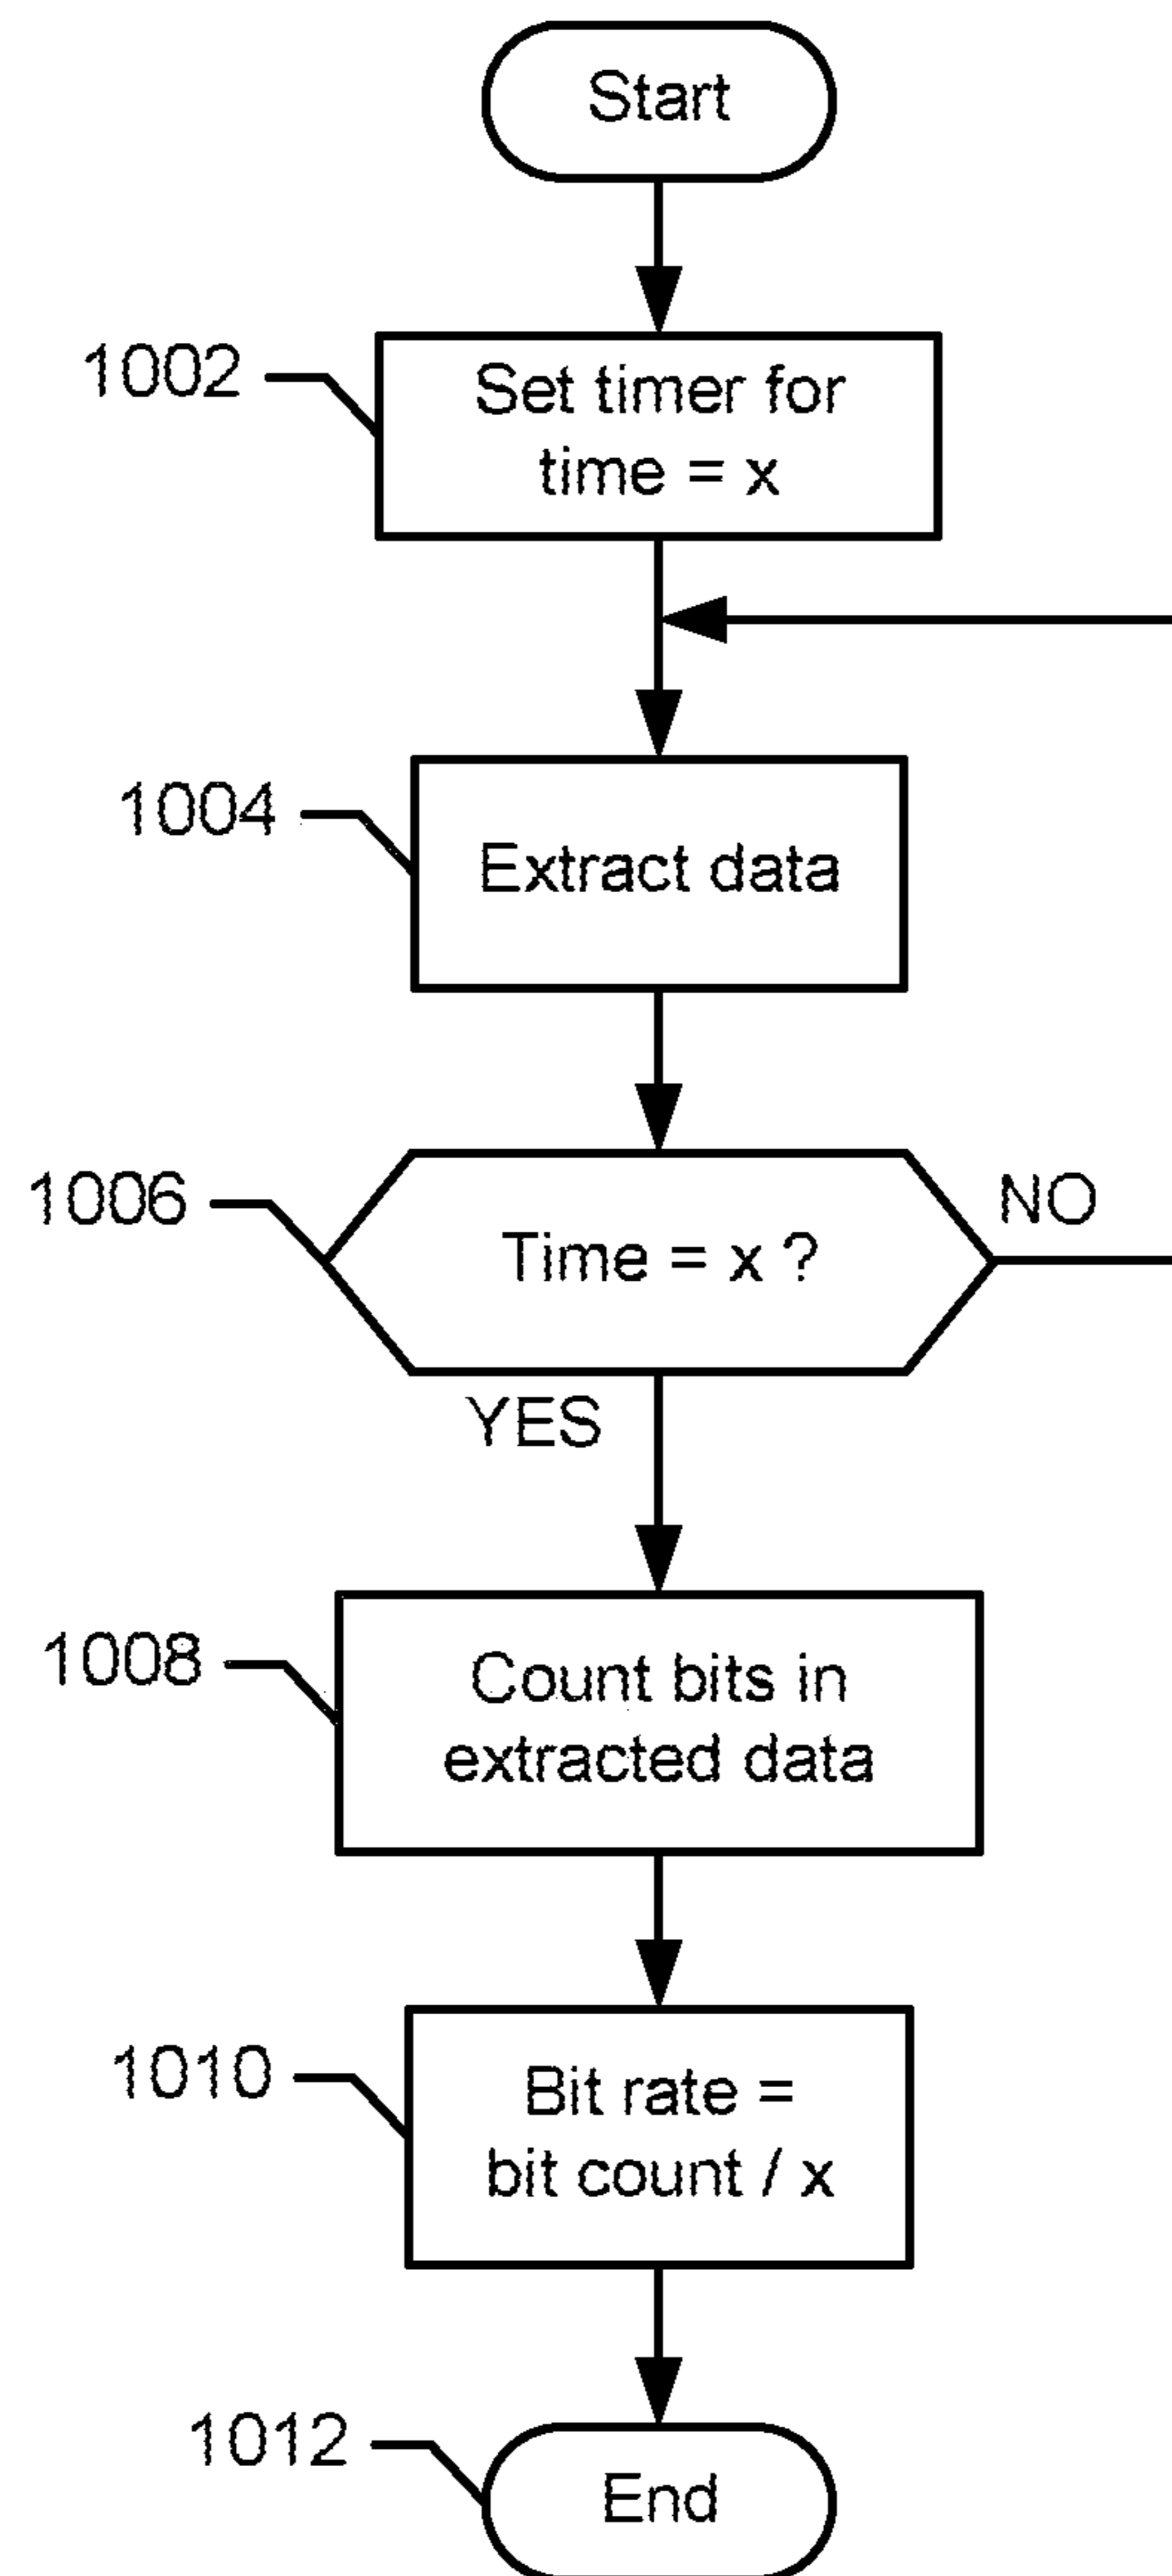 Start
1002
Set timer for
time = x
1004
Extract data
1006
Time = x ?
NO
YES
1008
Count bits in
extracted data
1010
Bit rate =
bit count / x
1012
End